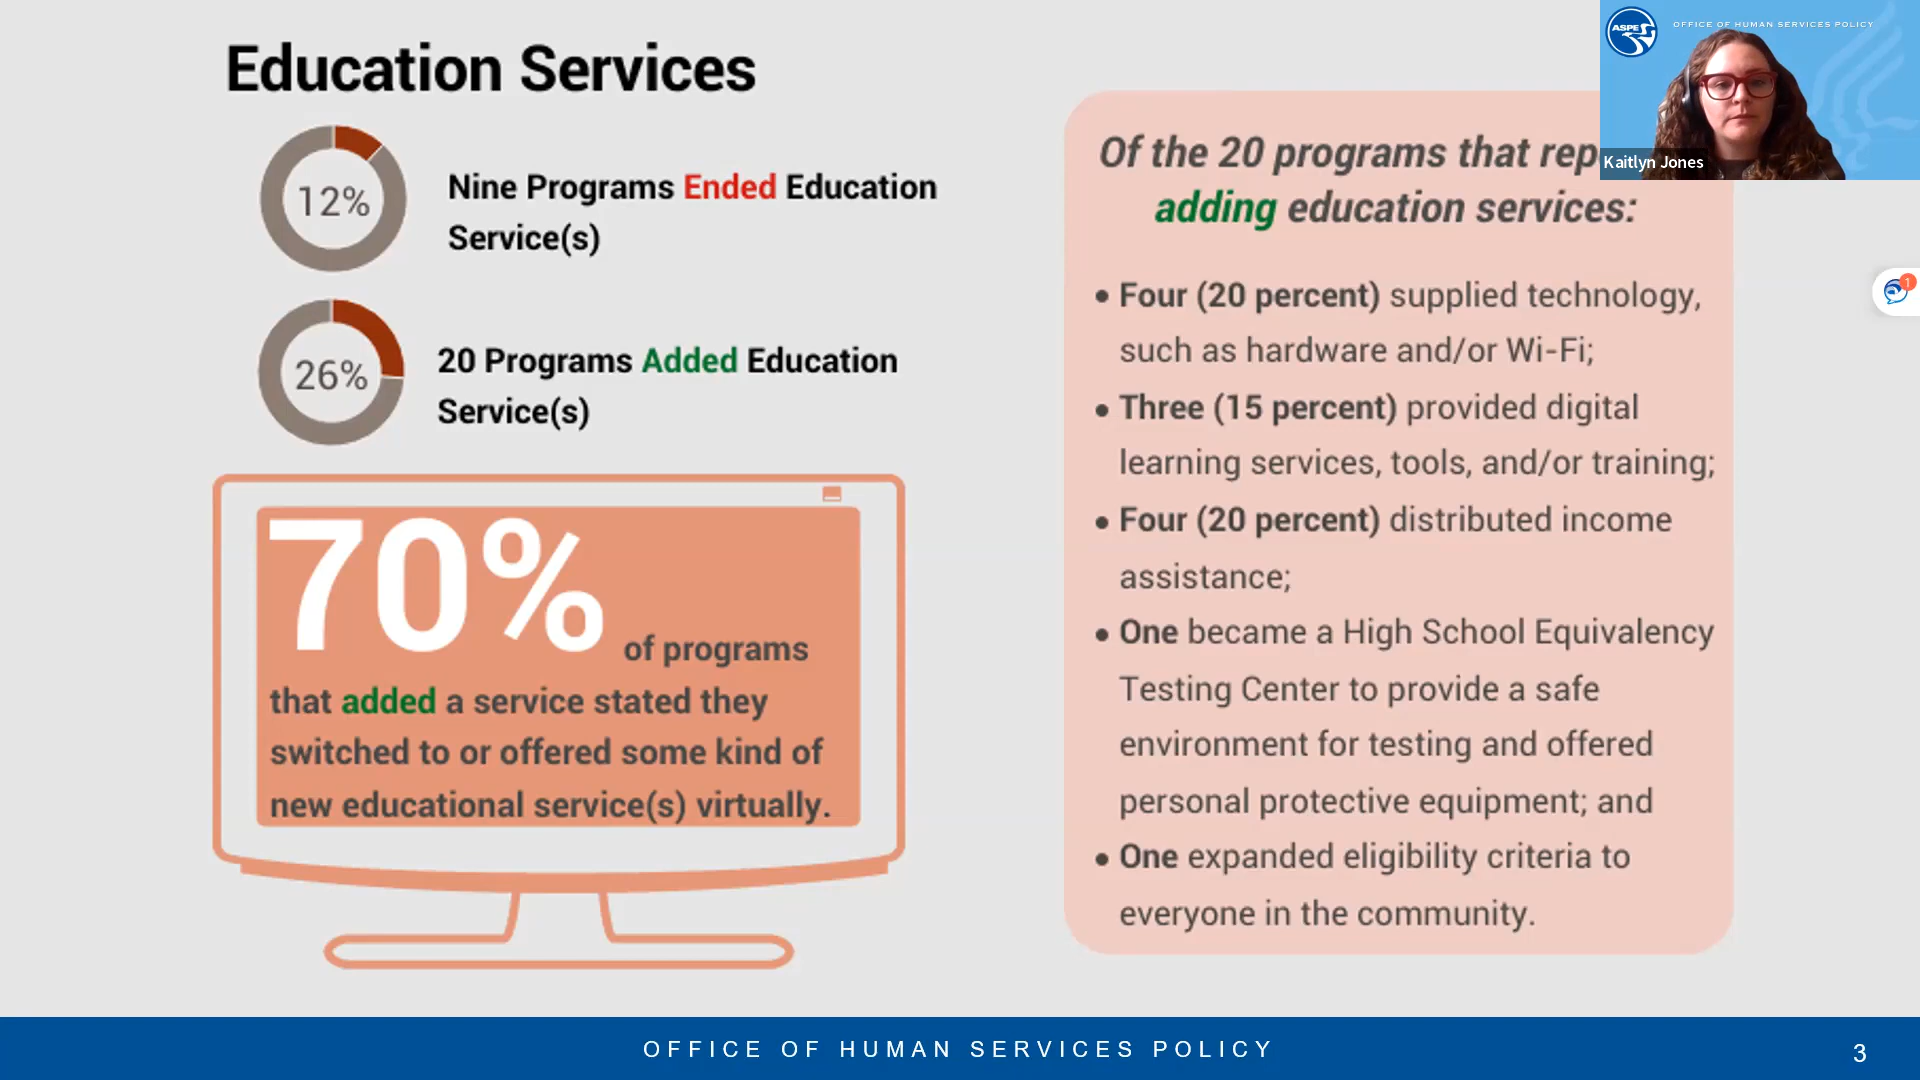 Education Services
12%
Nine Programs Ended Education
Service(s)
26%
20 Programs Added Education
Service(s)
70%
of programs
that added a service stated they
switched to or offered some kind of
new educational service(s) virtually.
Of the 20 programs that
adding education services:
• Four (20 percent) supplied technology,
such as hardware and/or Wi-Fi;
• Three (15 percent) provided digital
learning services, tools, and/or training;
• Four (20 percent) distributed income
assistance;
• One became a High School Equivalency
Testing Center to provide a safe
environment for testing and offered
personal protective equipment; and
• One expanded eligibility criteria to
everyone in the community.
ASPE
OFFICE OF HUMAN SERVICES POLICY
Kaitlyn Jones
1
OFFICE OF HUMAN SERVICES POLICY
3